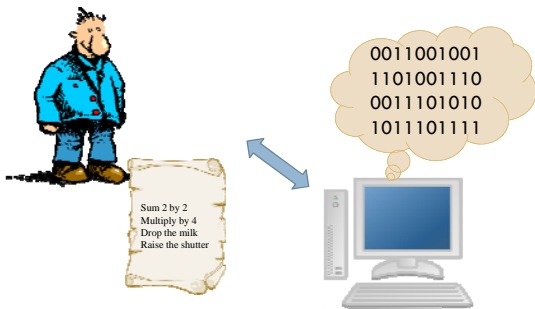 Sum 2 by 2
Multiply by 4
Drop the milk
Raise the shutter
0011001001
1101001110
0011101010
1011101111